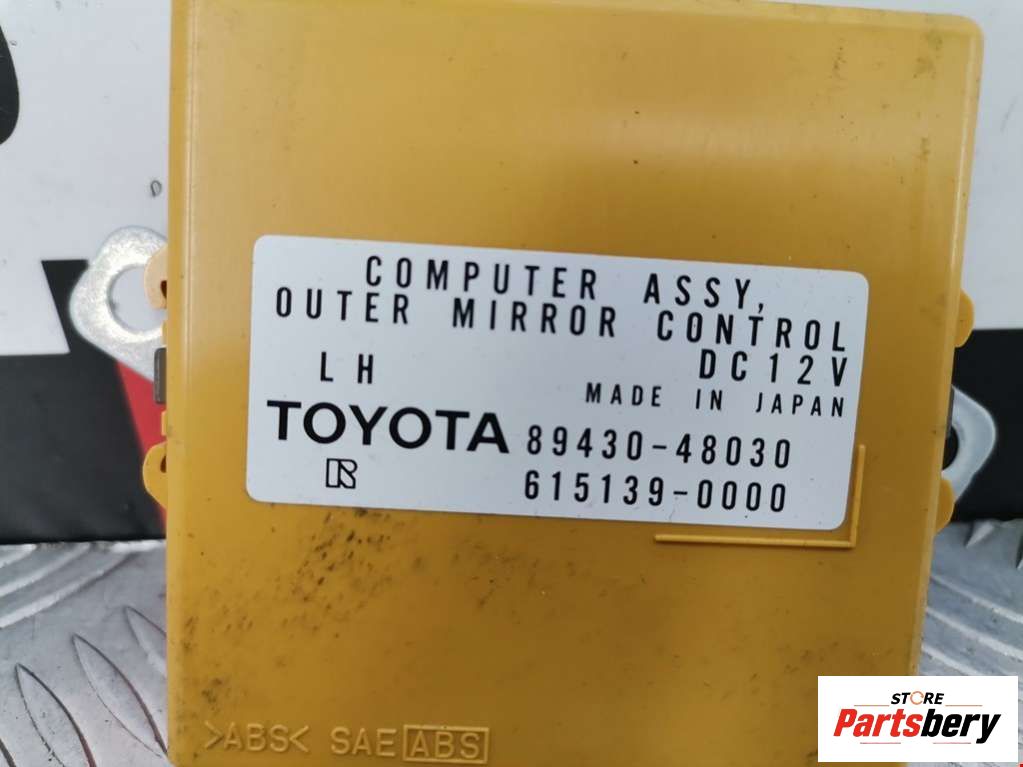 COMPUTER ASSY,
OUTER MIRROR CONTROL
LH DC12V
MADE IN JAPAN
TOYOTA 89430-48030
R 615139-0000
>ABS< SAE ABS
STORE
Partsbery